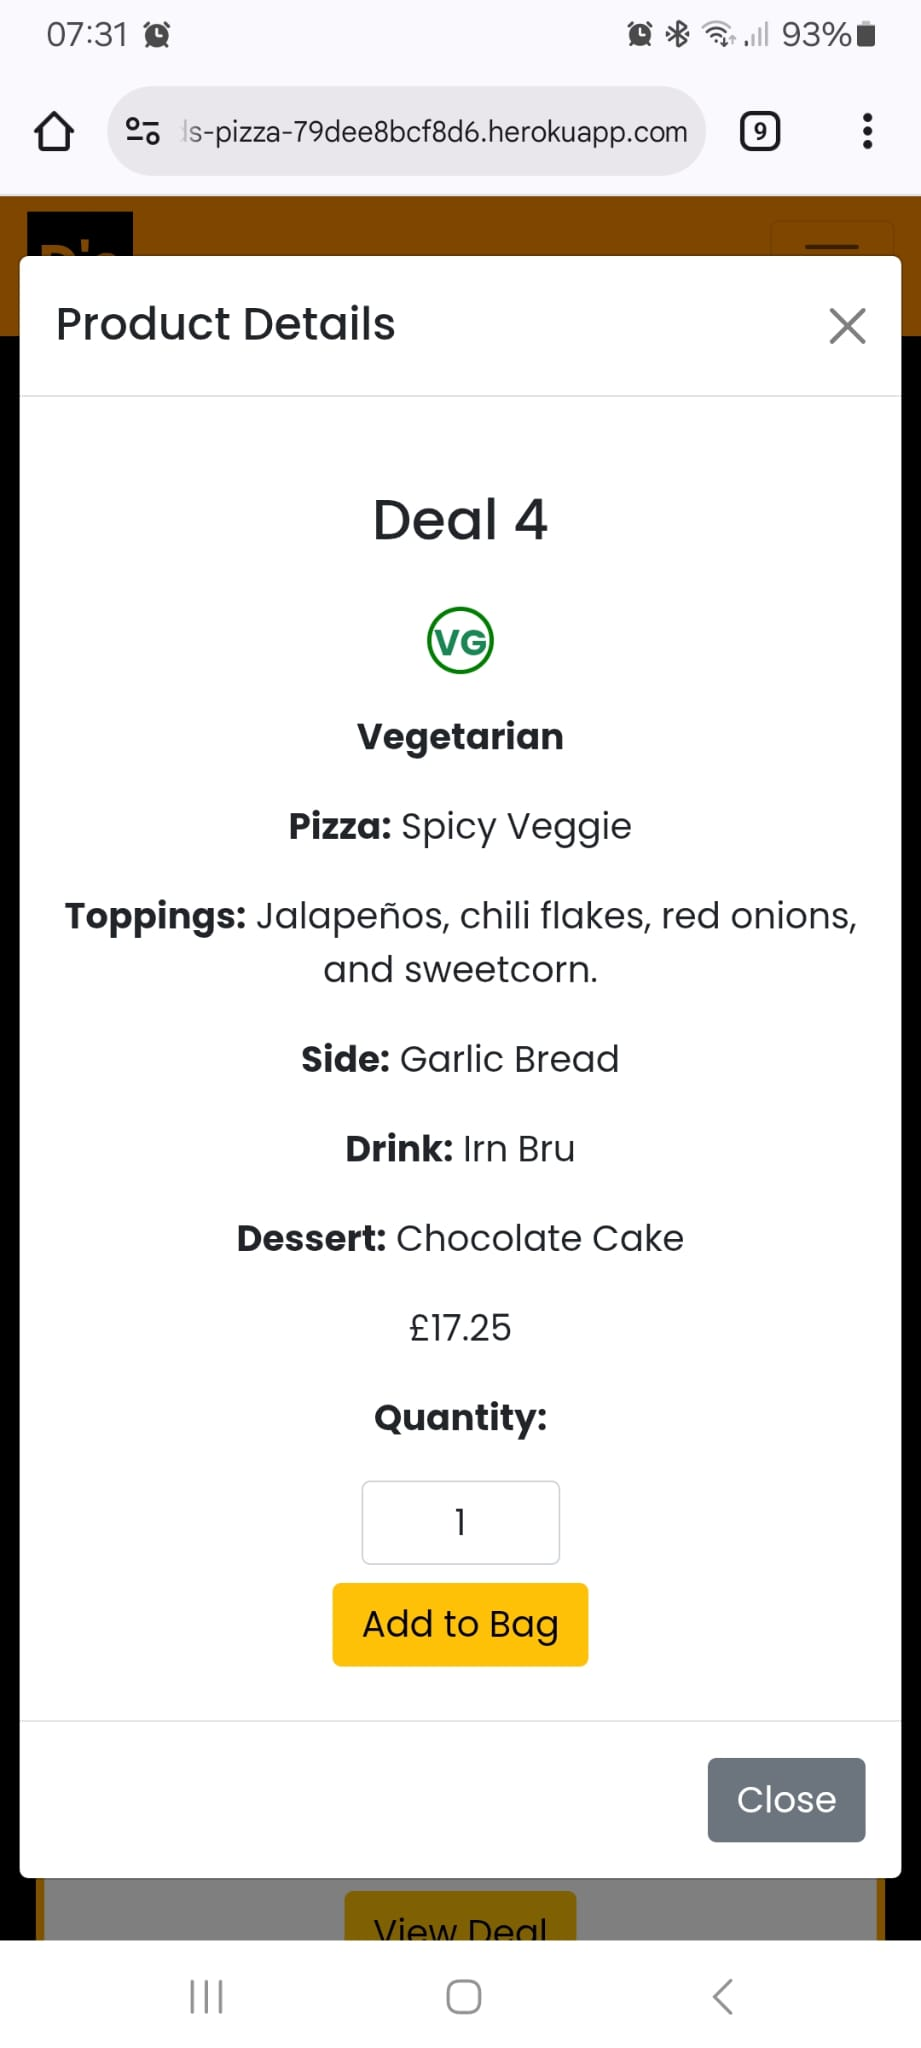 07:31
93%
ls-pizza-79dee8bcf8d6.herokuapp.com
9
D's
Product Details
Deal 4
VG
Vegetarian
Pizza: Spicy Veggie
Toppings: Jalapeños, chili flakes, red onions,
and sweetcorn.
Side: Garlic Bread
Drink: Irn Bru
Dessert: Chocolate Cake
£17.25
Quantity:
1
Add to Bag
Close
View Deal